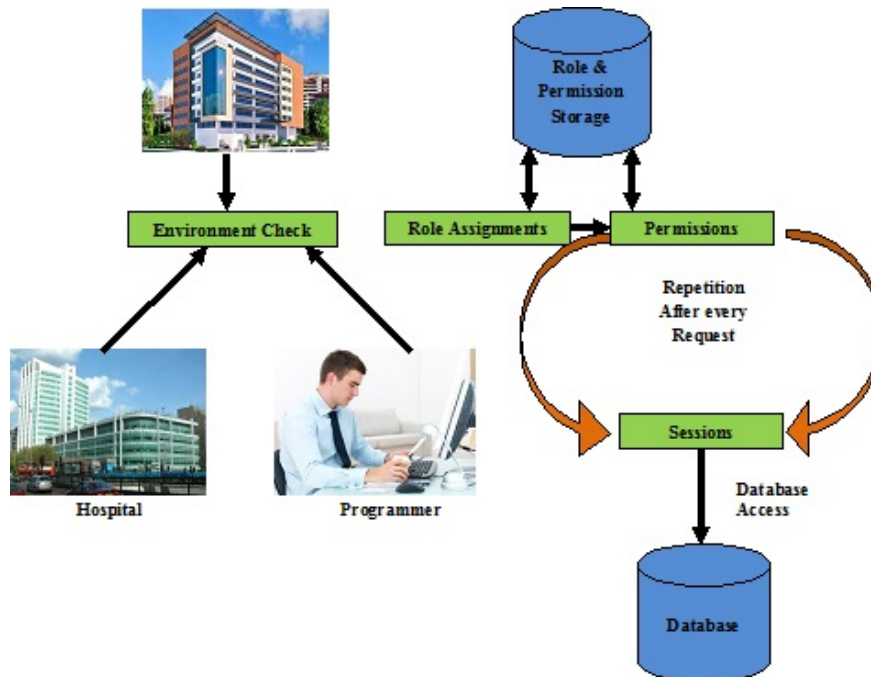 Role &
Permission
Storage
Environment Check
Role Assignments
Permissions
Repetition
After every
Request
Sessions
Hospital
Programmer
Database
Access
Database